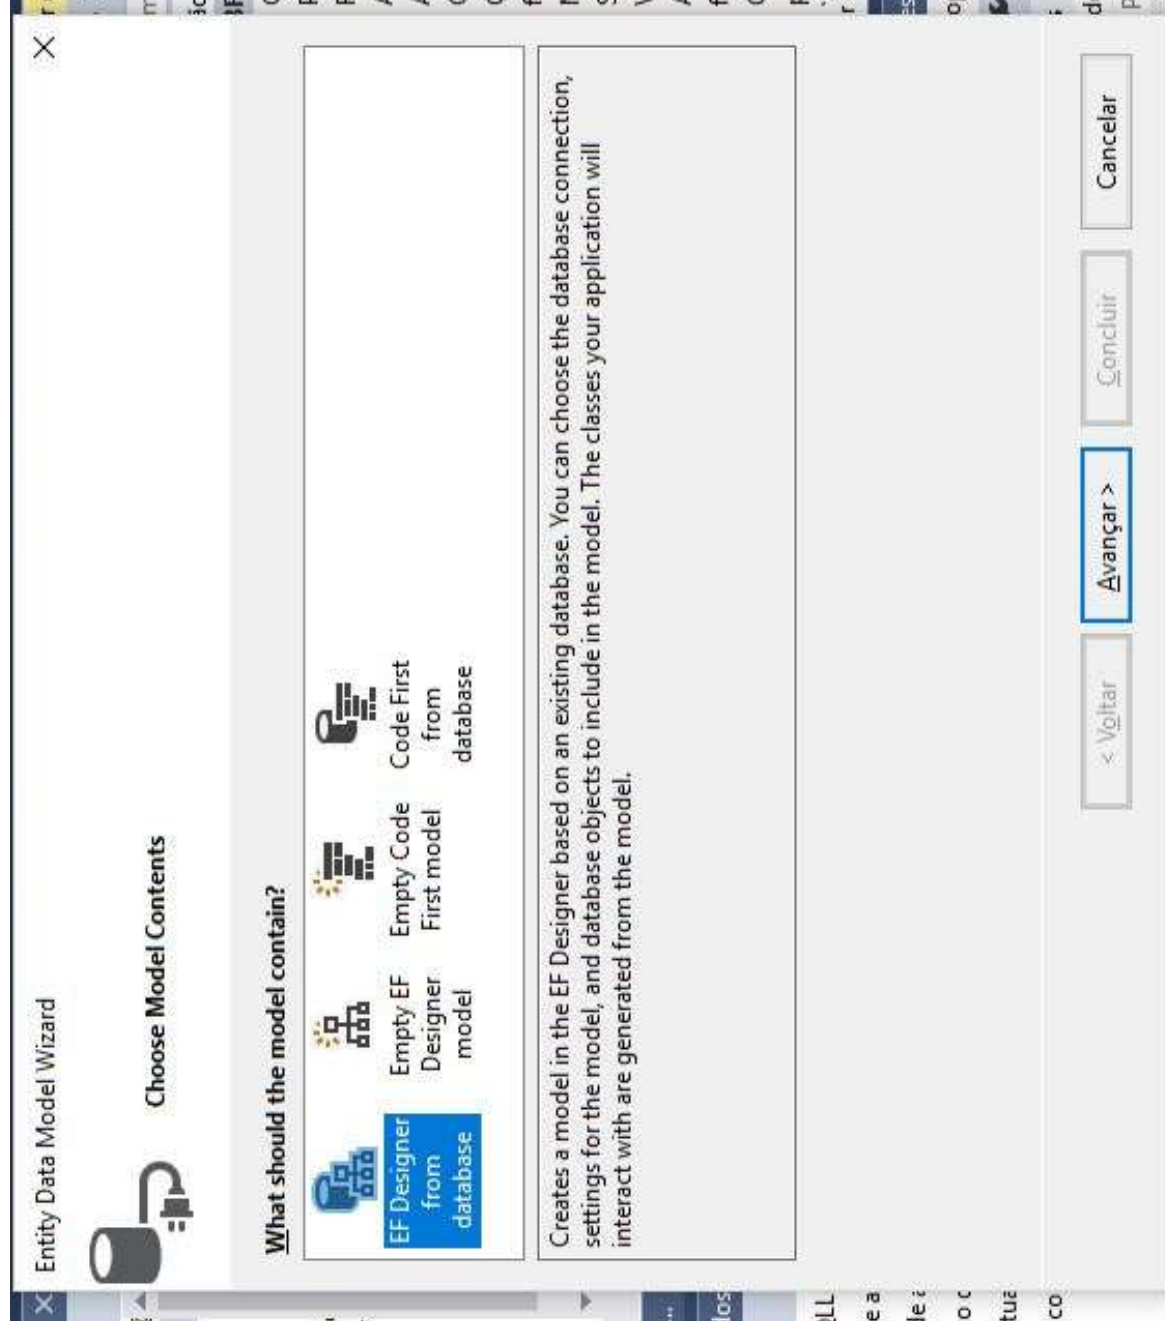 Entity Data Model Wizard
Choose Model Contents
What should the model contain?
EF Designer
from
database
Empty EF
Designer
model
Empty Code
First model
Code First
from
database
Creates a model in the EF Designer based on an existing database. You can choose the database connection,
settings for the model, and database objects to include in the model. The classes your application will
interact with are generated from the model.
< Voltar
Avançar >
Concluir
Cancelar